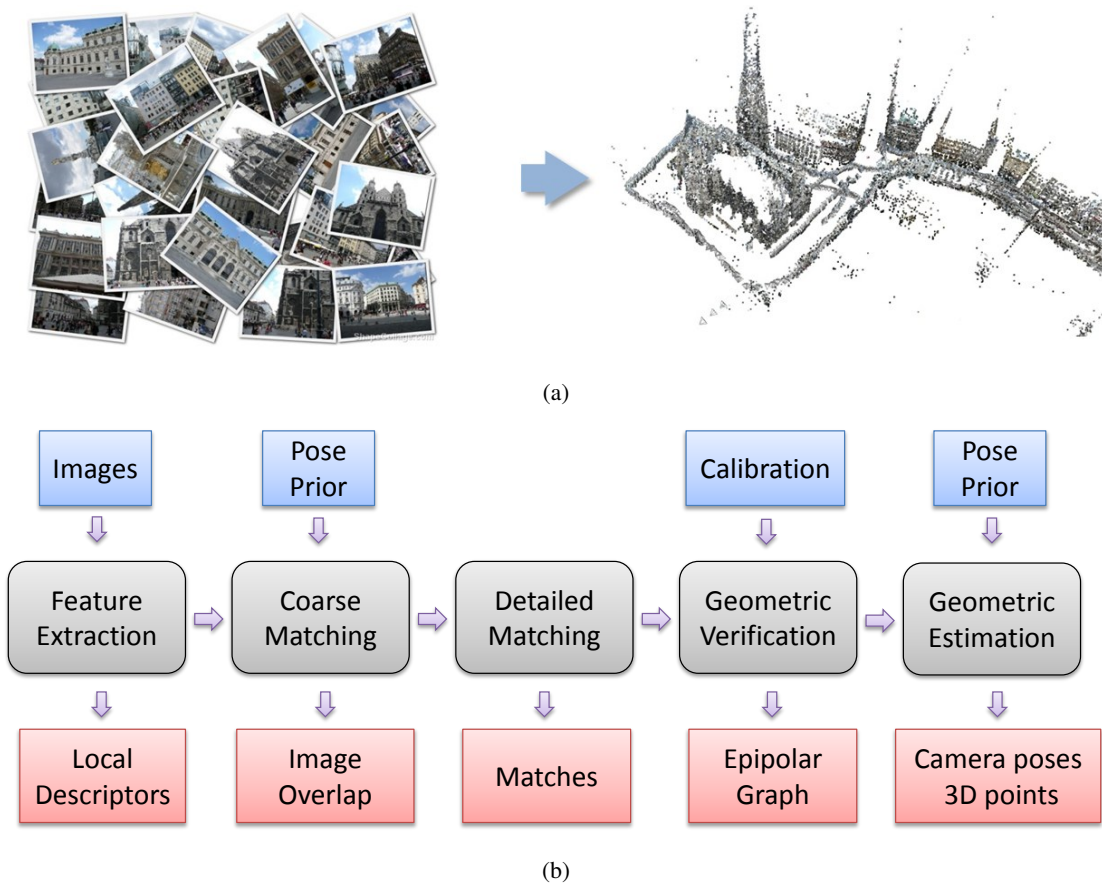 (a)
Images
Pose
Prior
Calibration
Pose
Prior
Feature
Extraction
Coarse
Matching
Detailed
Matching
Geometric
Verification
Geometric
Estimation
Local
Descriptors
Image
Overlap
Matches
Epipolar
Graph
Camera poses
3D points
(b)